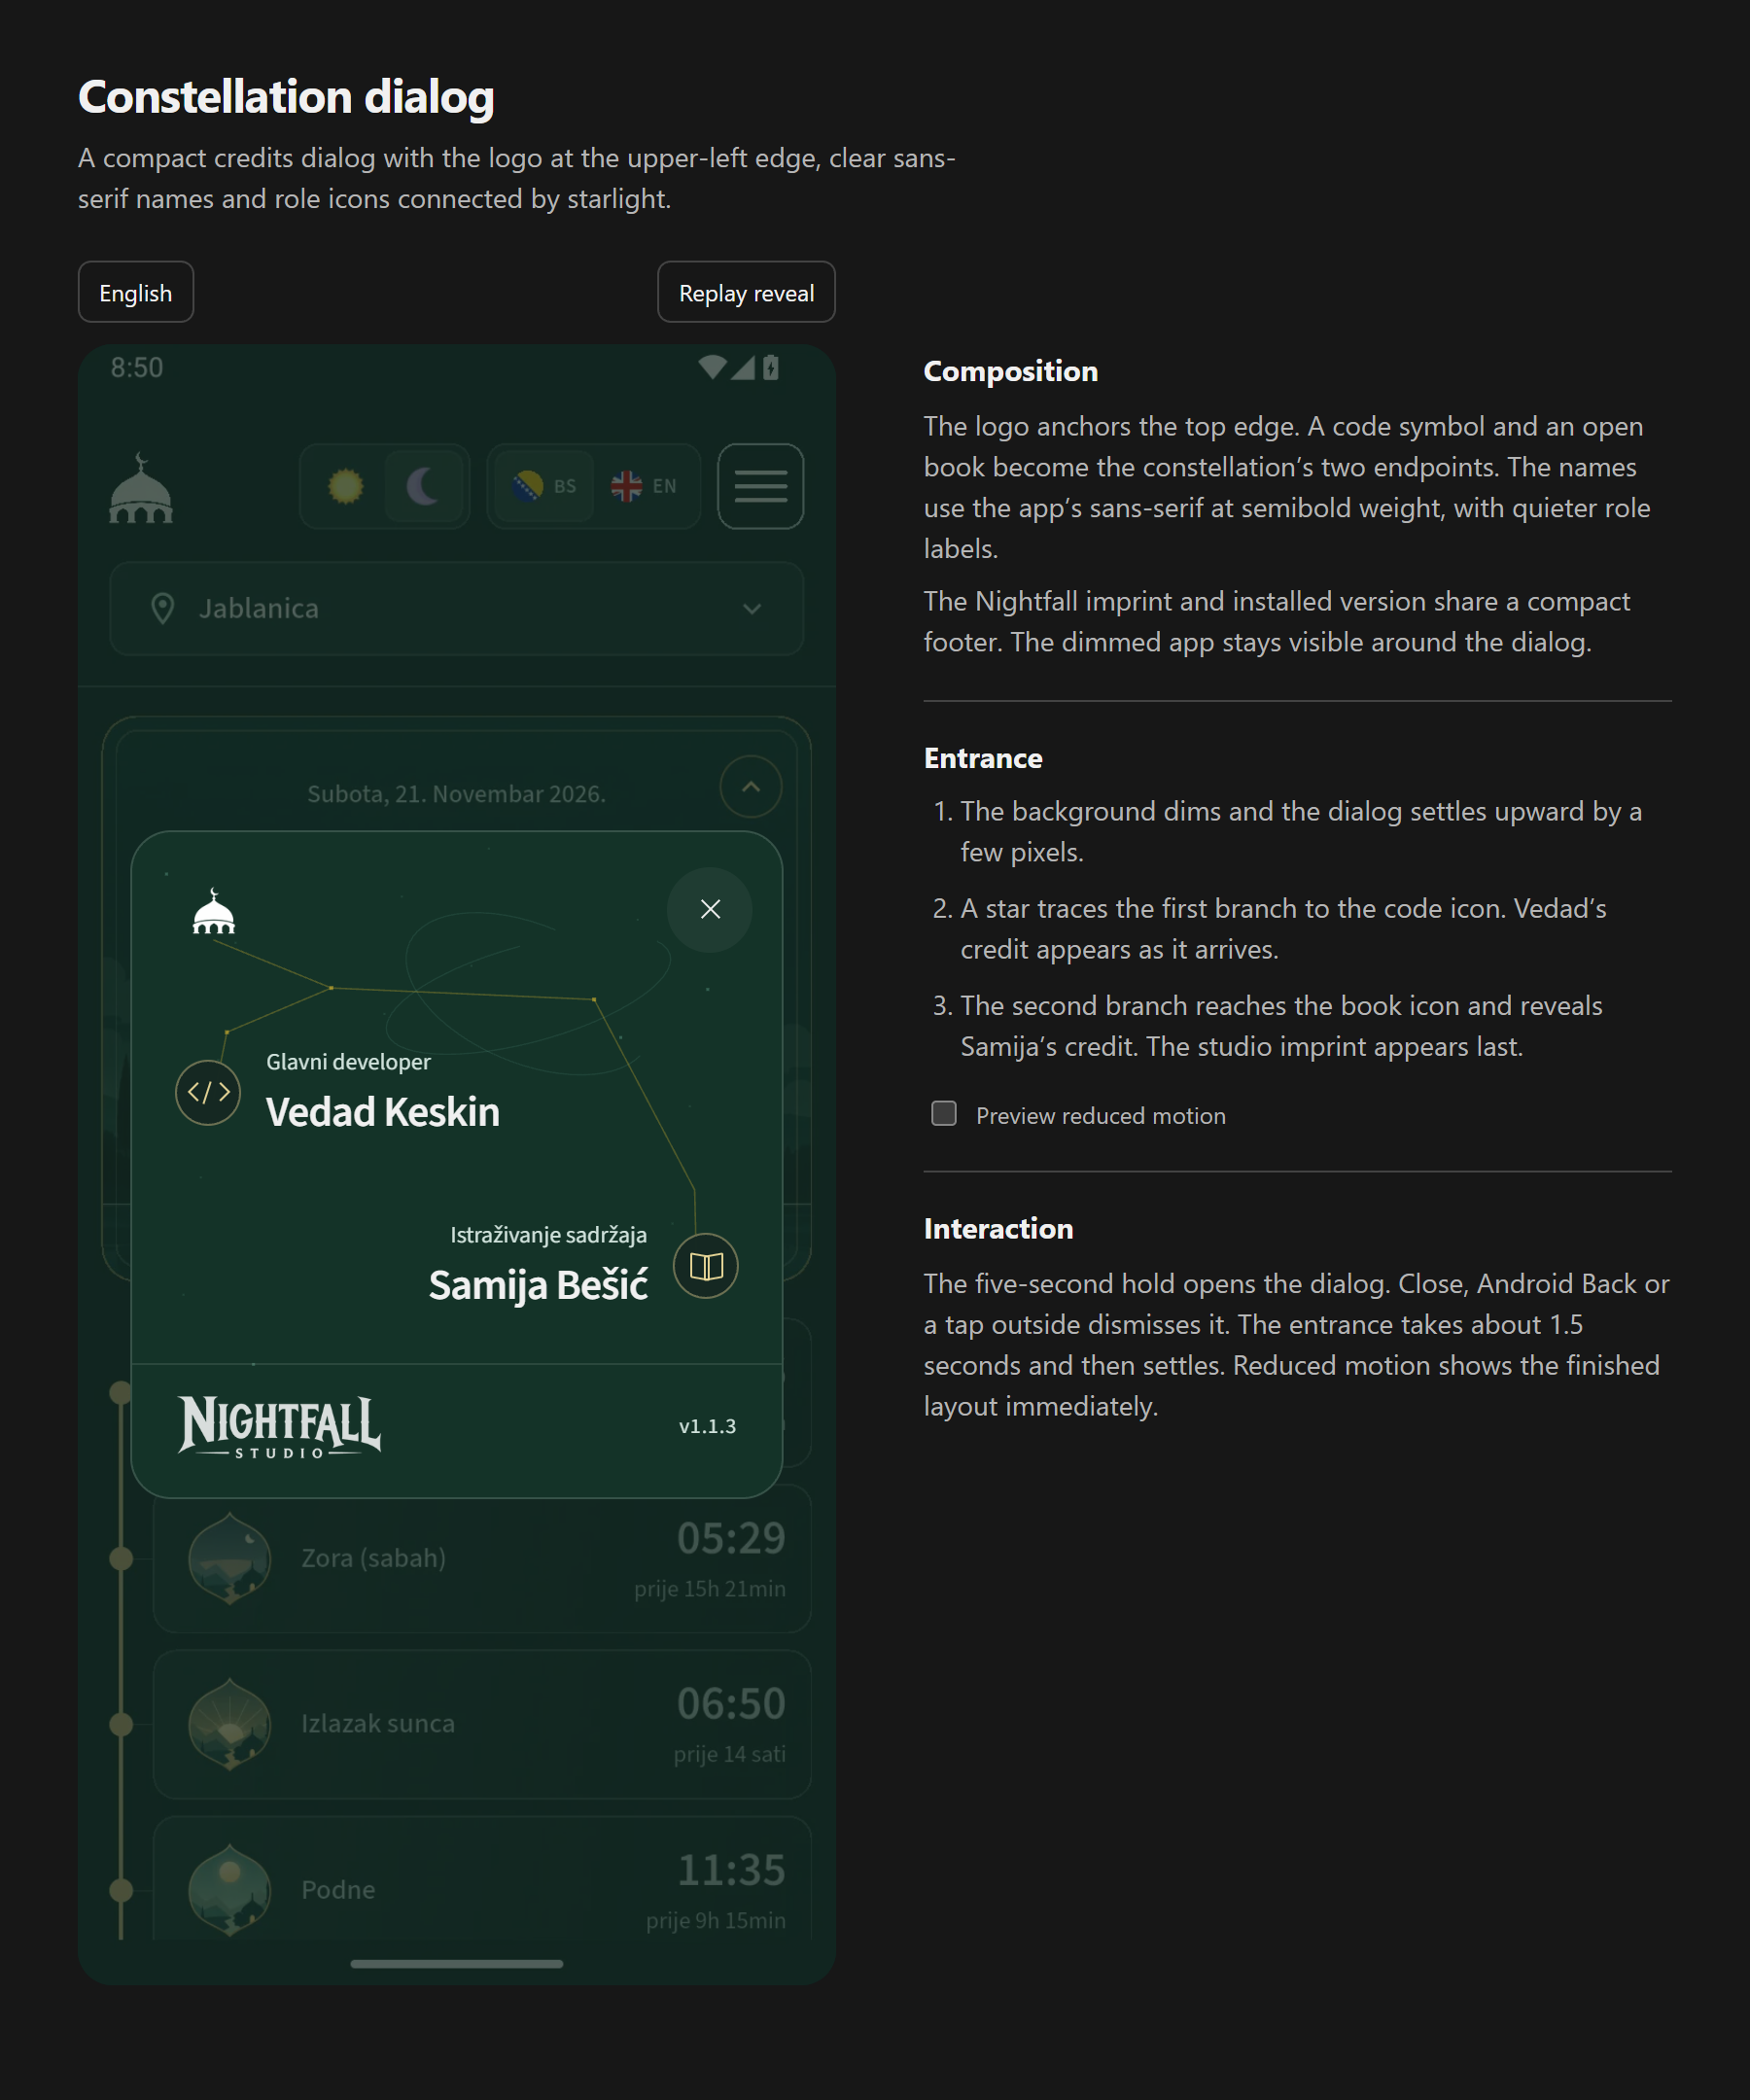 Constellation dialog
A compact credits dialog with the logo at the upper-left edge, clear sans-
serif names and role icons connected by starlight.
English
Replay reveal
8:50
BS
EN
Jablanica
Subota, 21. Novembar 2026.
Glavni developer
Vedad Keskin
Istraživanje sadržaja
Samija Bešić
NIGHTFALL
STUDIO
v1.1.3
Zora (sabah)
05:29
prije 15h 21min
Izlazak sunca
06:50
prije 14 sati
Podne
11:35
prije 9h 15min
Composition
The logo anchors the top edge. A code symbol and an open
book become the constellation’s two endpoints. The names
use the app’s sans-serif at semibold weight, with quieter role
labels.
The Nightfall imprint and installed version share a compact
footer. The dimmed app stays visible around the dialog.
Entrance
1. The background dims and the dialog settles upward by a
few pixels.
2. A star traces the first branch to the code icon. Vedad’s
credit appears as it arrives.
3. The second branch reaches the book icon and reveals
Samija’s credit. The studio imprint appears last.
Preview reduced motion
Interaction
The five-second hold opens the dialog. Close, Android Back or
a tap outside dismisses it. The entrance takes about 1.5
seconds and then settles. Reduced motion shows the finished
layout immediately.